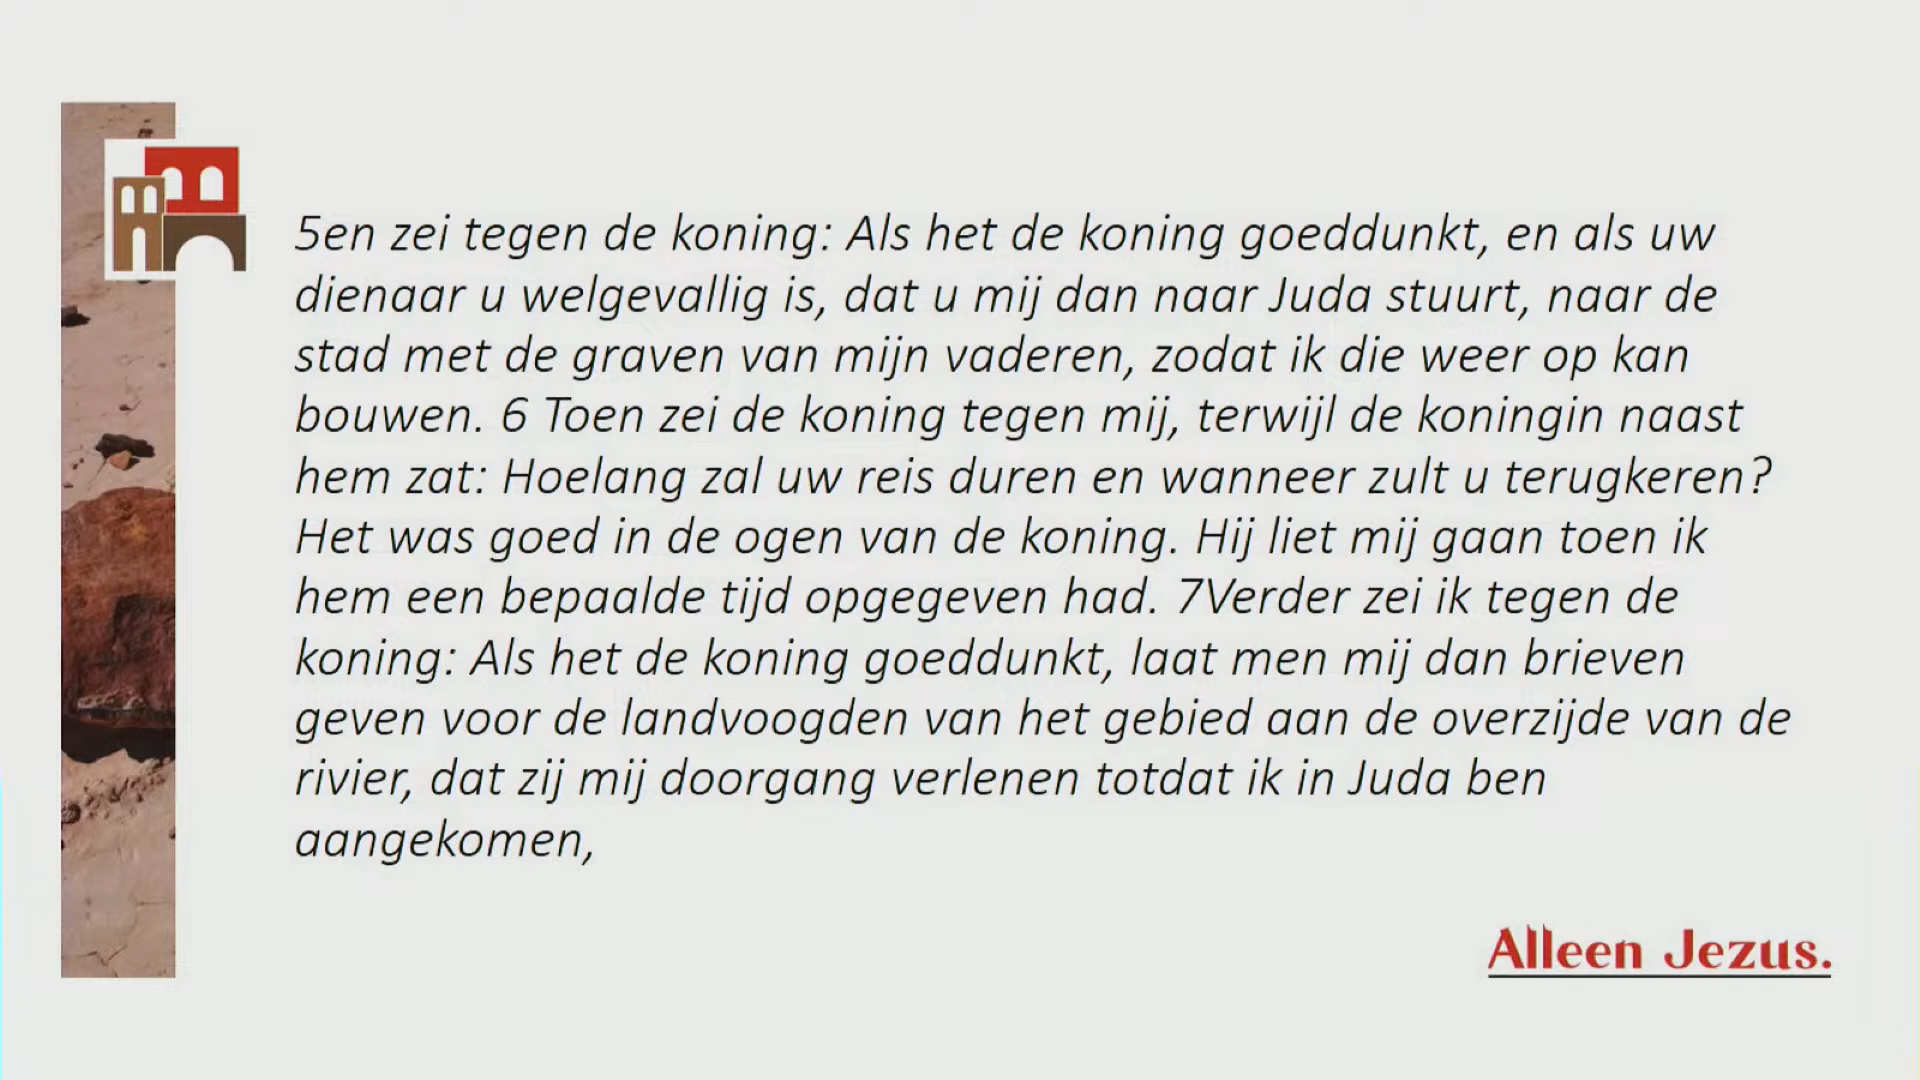 5en zei tegen de koning: Als het de koning goeddunkt, en als uw
dienaar u welgevallig is, dat u mij dan naar Juda stuurt, naar de
stad met de graven van mijn vaderen, zodat ik die weer op kan
bouwen. 6 Toen zei de koning tegen mij, terwijl de koningin naast
hem zat: Hoelang zal uw reis duren en wanneer zult u terugkeren?
Het was goed in de ogen van de koning. Hij liet mij gaan toen ik
hem een bepaalde tijd opgegeven had. 7Verder zei ik tegen de
koning: Als het de koning goeddunkt, laat men mij dan brieven
geven voor de landvoogden van het gebied aan de overzijde van de
rivier, dat zij mij doorgang verlenen totdat ik in Juda ben
aangekomen,
Alleen Jezus.